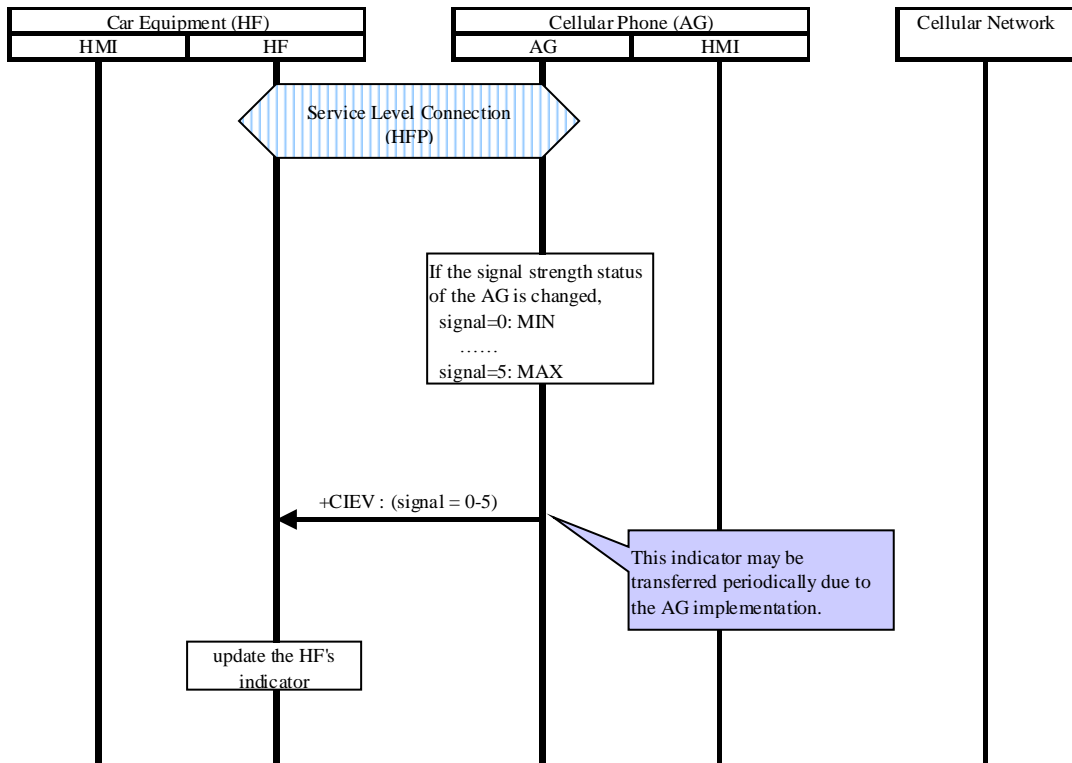 Car Equipment (HF)
Cellular Phone (AG)
Cellular Network
HMI
HF
AG
HMI
Service Level Connection
(HFP)
If the signal strength status
of the AG is changed,
signal=0: MIN
......
signal=5: MAX
+CIEV : (signal = 0-5)
This indicator may be
transferred periodically due to
the AG implementation.
update the HF's
indicator